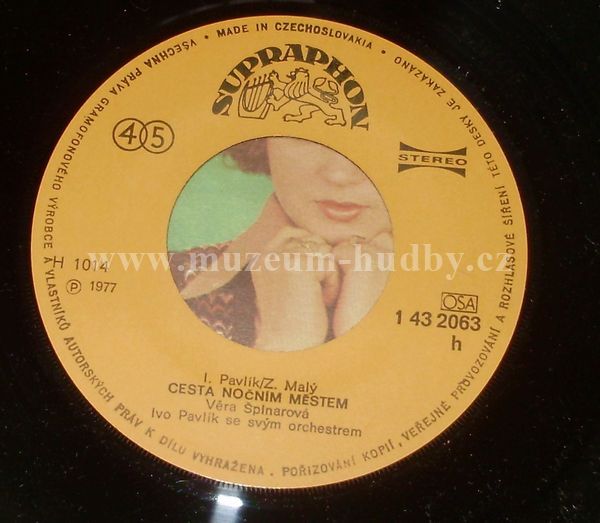 VŠECHNA PRÁVA GRAMOFONOVÉHO VÝROBCE A VLASTNÍKŮ AUTORSKÝCH PRÁV K DÍLU VYHRAŽENA. POŘIZOVÁNÍ KOPIÍ, VEŘEJNÉ PROVOZOVÁNÍ A ROZHLASOVÉ ŠÍŘENÍ TÉTO DESKY JE ZAKÁZÁNO • MADE IN CZECHOSLOVAKIA •
SUPRAPHON
45
STEREO
www.muzeum-hudby.cz
H 1014
Ⓟ 1977
OSA
1 43 2063
h
I. Pavlík/Z. Malý
CESTA NOČNÍM MĚSTEM
Věra Špinarová
Ivo Pavlík se svým orchestrem